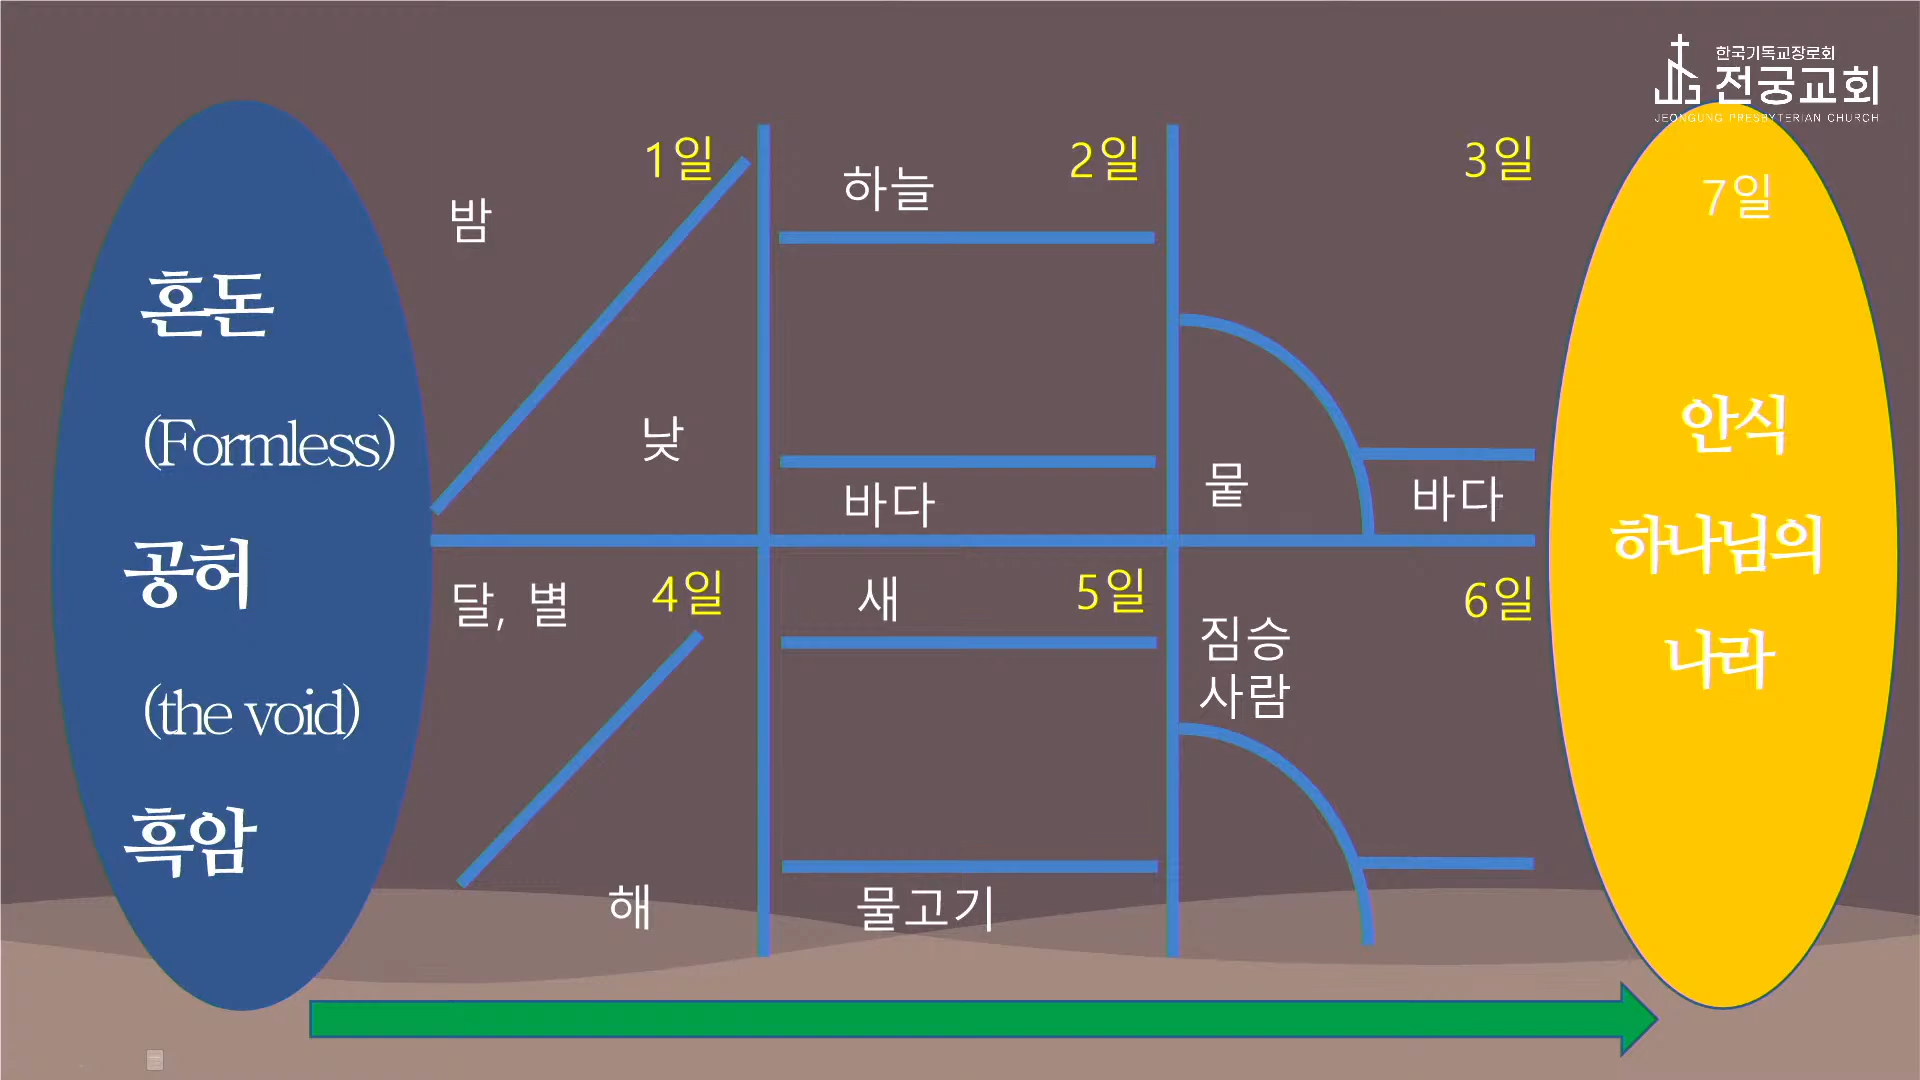 한국기독교장로회
전궁교회
JEONGUNG PRESBYTERIAN CHURCH
혼돈
(Formless)
공허
(the void)
흑암
1일
밤
낮
2일
하늘
바다
3일
뭍
바다
4일
달, 별
해
5일
새
물고기
6일
짐승
사람
7일
안식
하나님의
나라